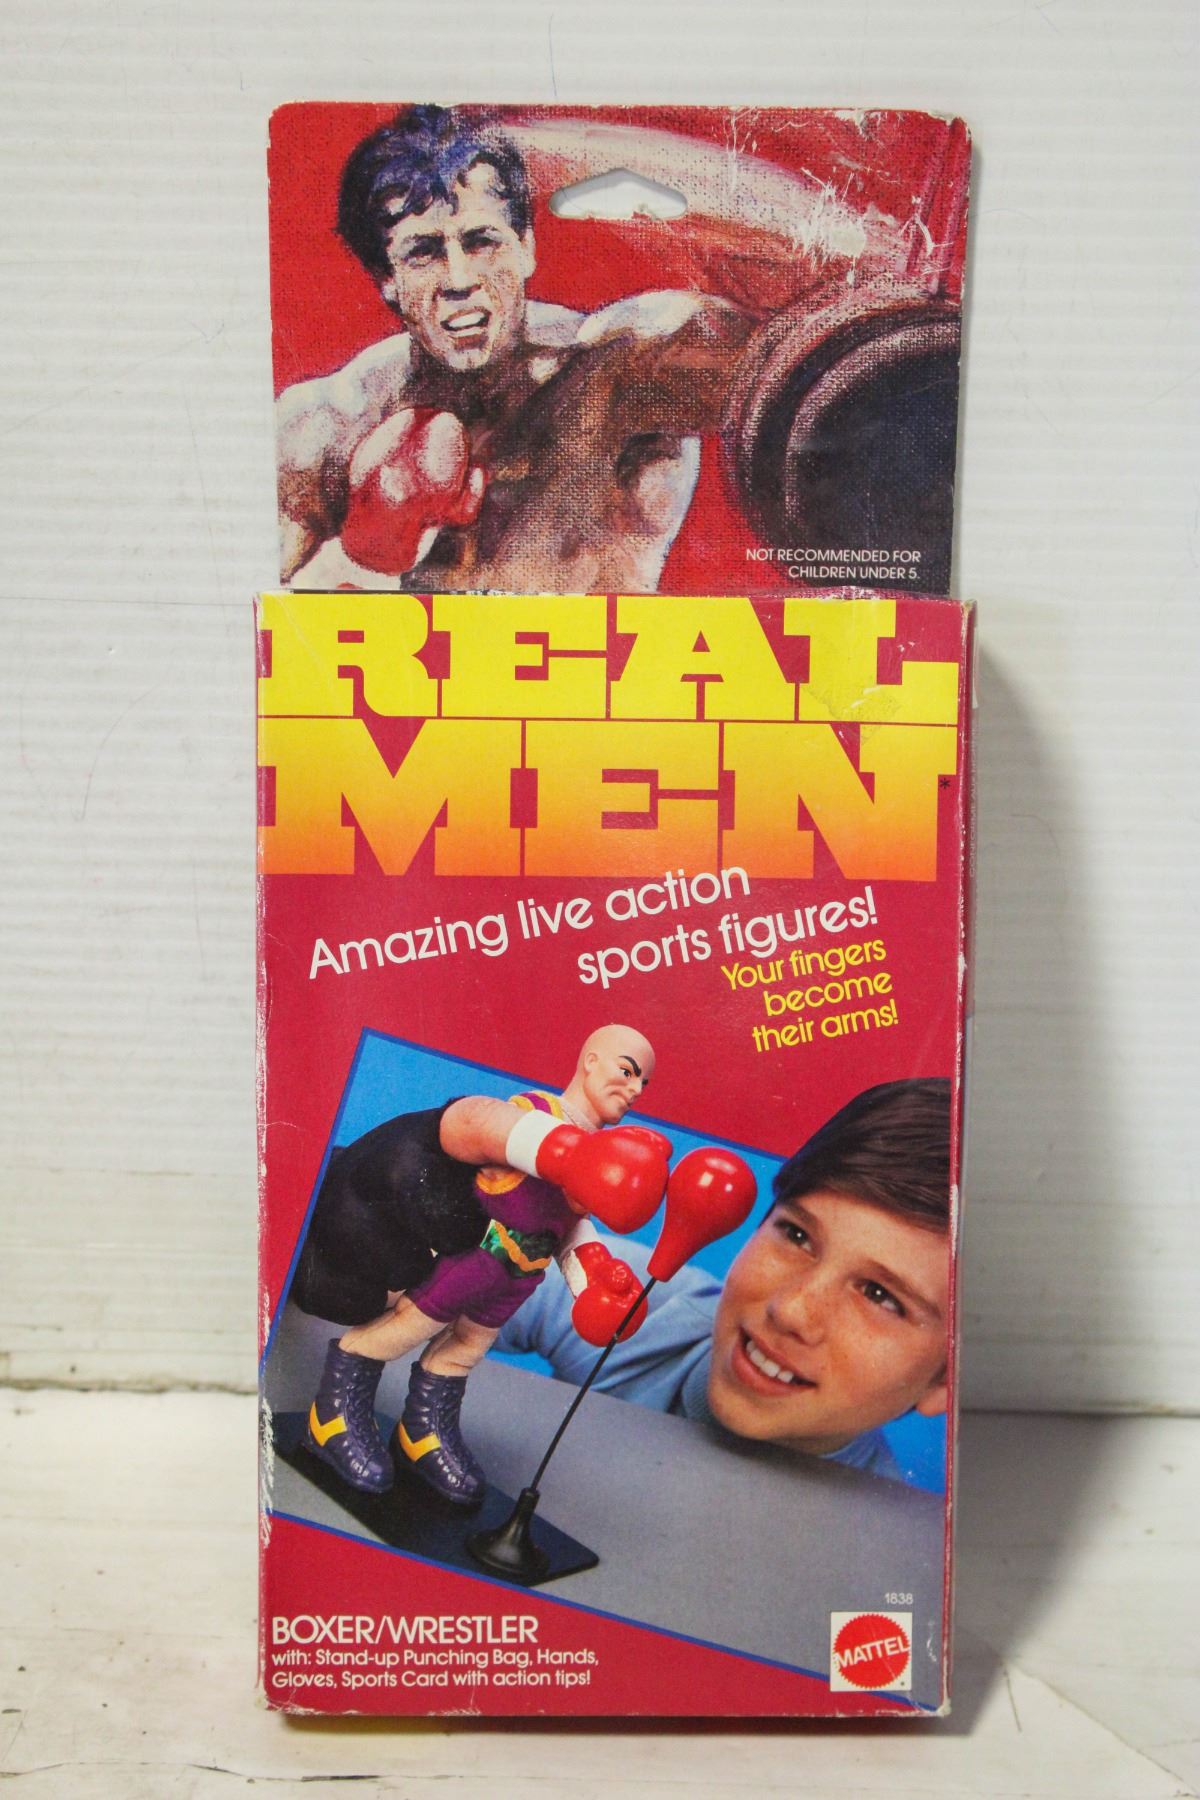 NOT RECOMMENDED FOR
CHILDREN UNDER 5.
REAL
MEN*
Amazing live action
sports figures!
Your fingers
become
their arms!
1838
BOXER/WRESTLER
with: Stand-up Punching Bag, Hands,
Gloves, Sports Card with action tips!
MATTEL